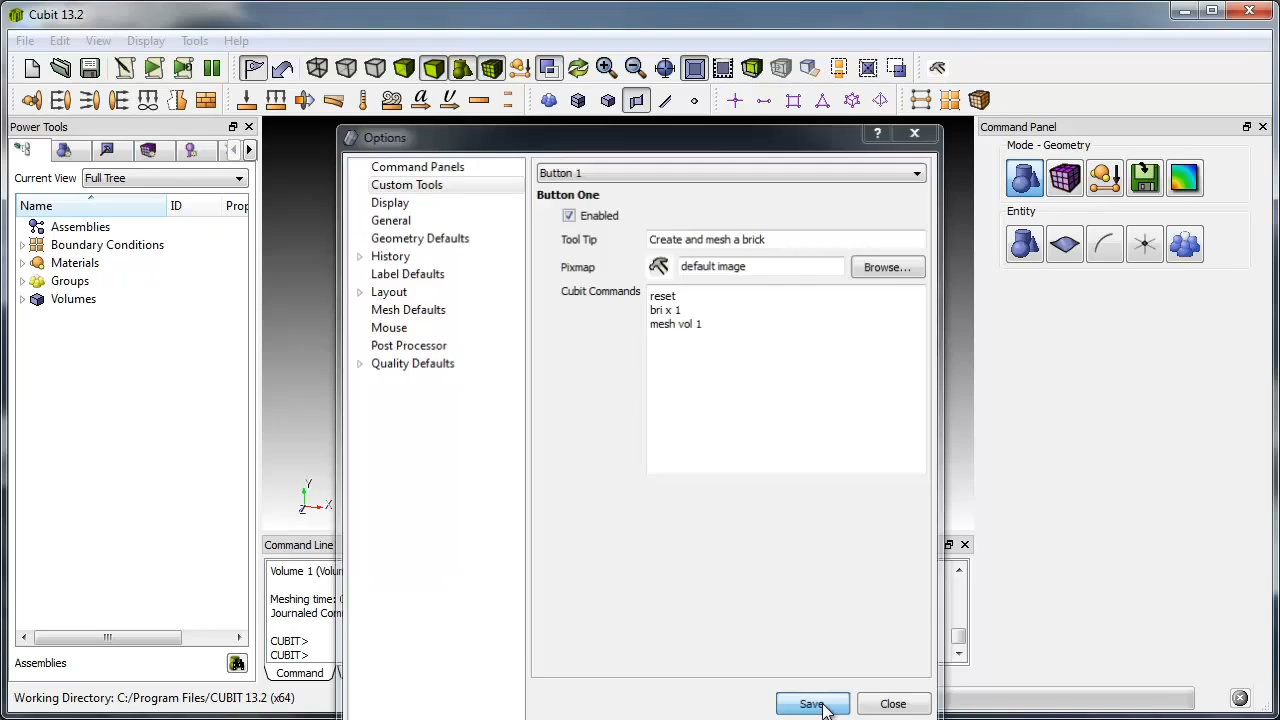 Cubit 13.2
File Edit View Display Tools Help
Power Tools
Current View Full Tree
Name ID Prop
Assemblies
Boundary Conditions
Materials
Groups
Volumes
Assemblies
Working Directory: C:/Program Files/CUBIT 13.2 (x64)
Options
Command Panels
Custom Tools
Display
General
Geometry Defaults
History
Label Defaults
Layout
Mesh Defaults
Mouse
Post Processor
Quality Defaults
Button 1
Button One
Enabled
Tool Tip Create and mesh a brick
Pixmap default image Browse...
Cubit Commands
reset
bri x 1
mesh vol 1
Save Close
Y
X
Z
Command Line
Volume 1 (Volu
Meshing time: (
Journaled Com
CUBIT>
CUBIT>
Command
Command Panel
Mode - Geometry
Entity